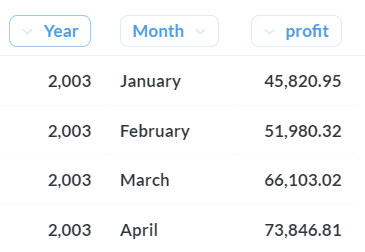 Year Month profit
2,003 January 45,820.95
2,003 February 51,980.32
2,003 March 66,103.02
2,003 April 73,846.81